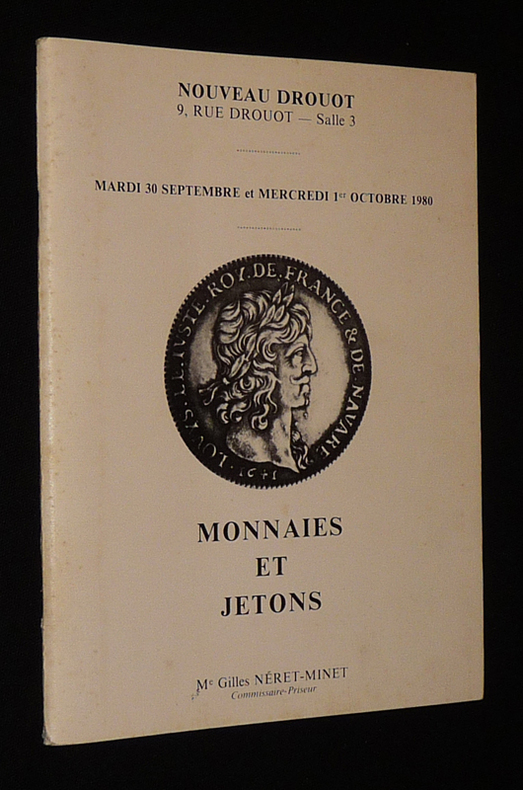 NOUVEAU DROUOT
9, RUE DROUOT — Salle 3
MARDI 30 SEPTEMBRE et MERCREDI 1er OCTOBRE 1980
LOVYS.LE.IVSTE.ROY.DE.FRANCE & DE NAVARE
1641
MONNAIES
ET
JETONS
Me Gilles NÉRET-MINET
Commissaire-Priseur